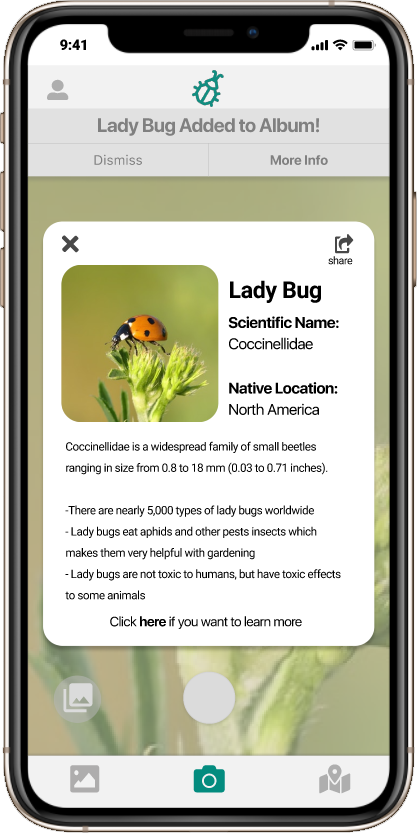 9:41
Lady Bug Added to Album!
Dismiss
More Info
share
Lady Bug
Scientific Name:
Coccinellidae
Native Location:
North America
Coccinellidae is a widespread family of small beetles
ranging in size from 0.8 to 18 mm (0.03 to 0.71 inches).
-There are nearly 5,000 types of lady bugs worldwide
- Lady bugs eat aphids and other pests insects which
makes them very helpful with gardening
- Lady bugs are not toxic to humans, but have toxic effects
to some animals
Click here if you want to learn more